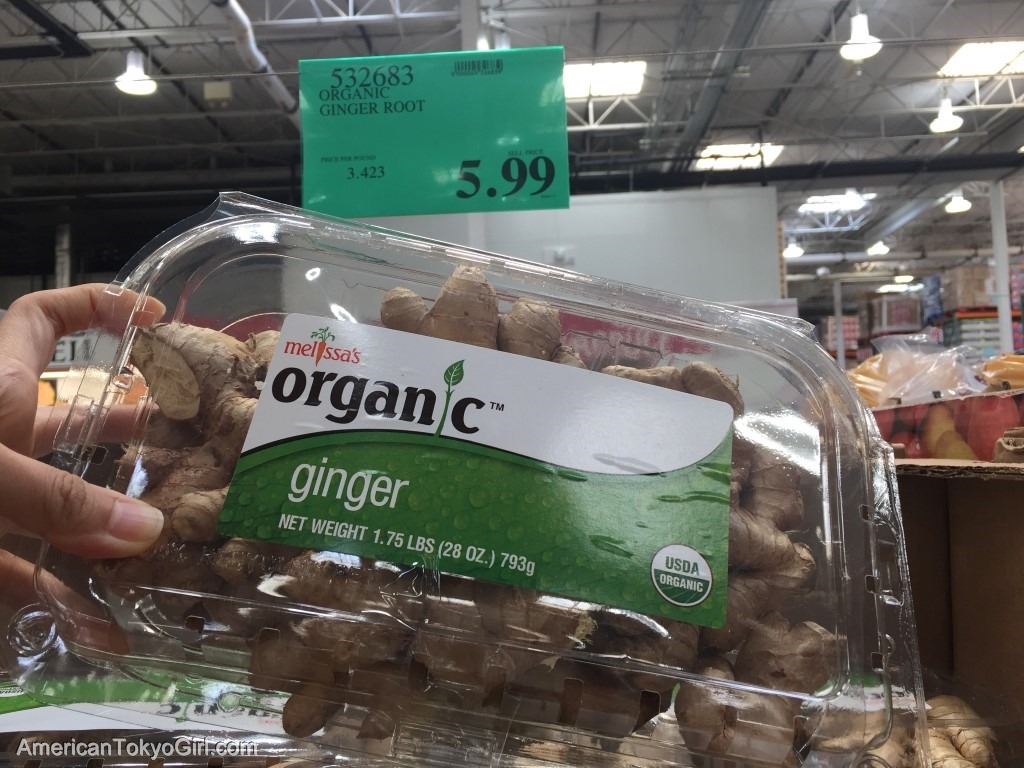 532683
ORGANIC
GINGER ROOT
PRICE PER POUND
3.423
SELL PRICE
5.99
melissa's
organic™
ginger
NET WEIGHT 1.75 LBS (28 OZ.) 793g
USDA
ORGANIC
AmericanTokyoGirl.com